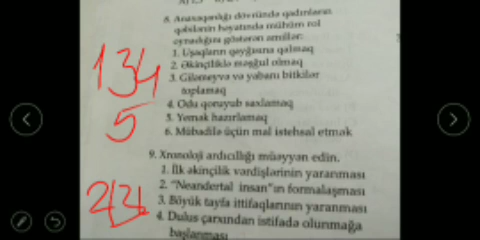 8. Anaxaqanlığı dövründə qadınların
qəbilənin həyatında mühüm rol
oynadığını göstərən amillər:
1. Uşaqların qayğısına qalmaq
2. Əkinçiliklə məşğul olmaq
3. Giləmeyvə və yabanı bitkilər
toplamaq
4. Odu qoruyub saxlamaq
5. Yemək hazırlamaq
6. Mübadilə üçün mal istehsal etmək
134
5
9. Xronoloji ardıcıllığı müəyyən edin.
1. İlk əkinçilik vərdişlərinin yaranması
2. "Neandertal insan"ın formalaşması
3. Böyük tayfa ittifaqlarının yaranması
4. Dulus çarxından istifadə olunmağa
başlanması